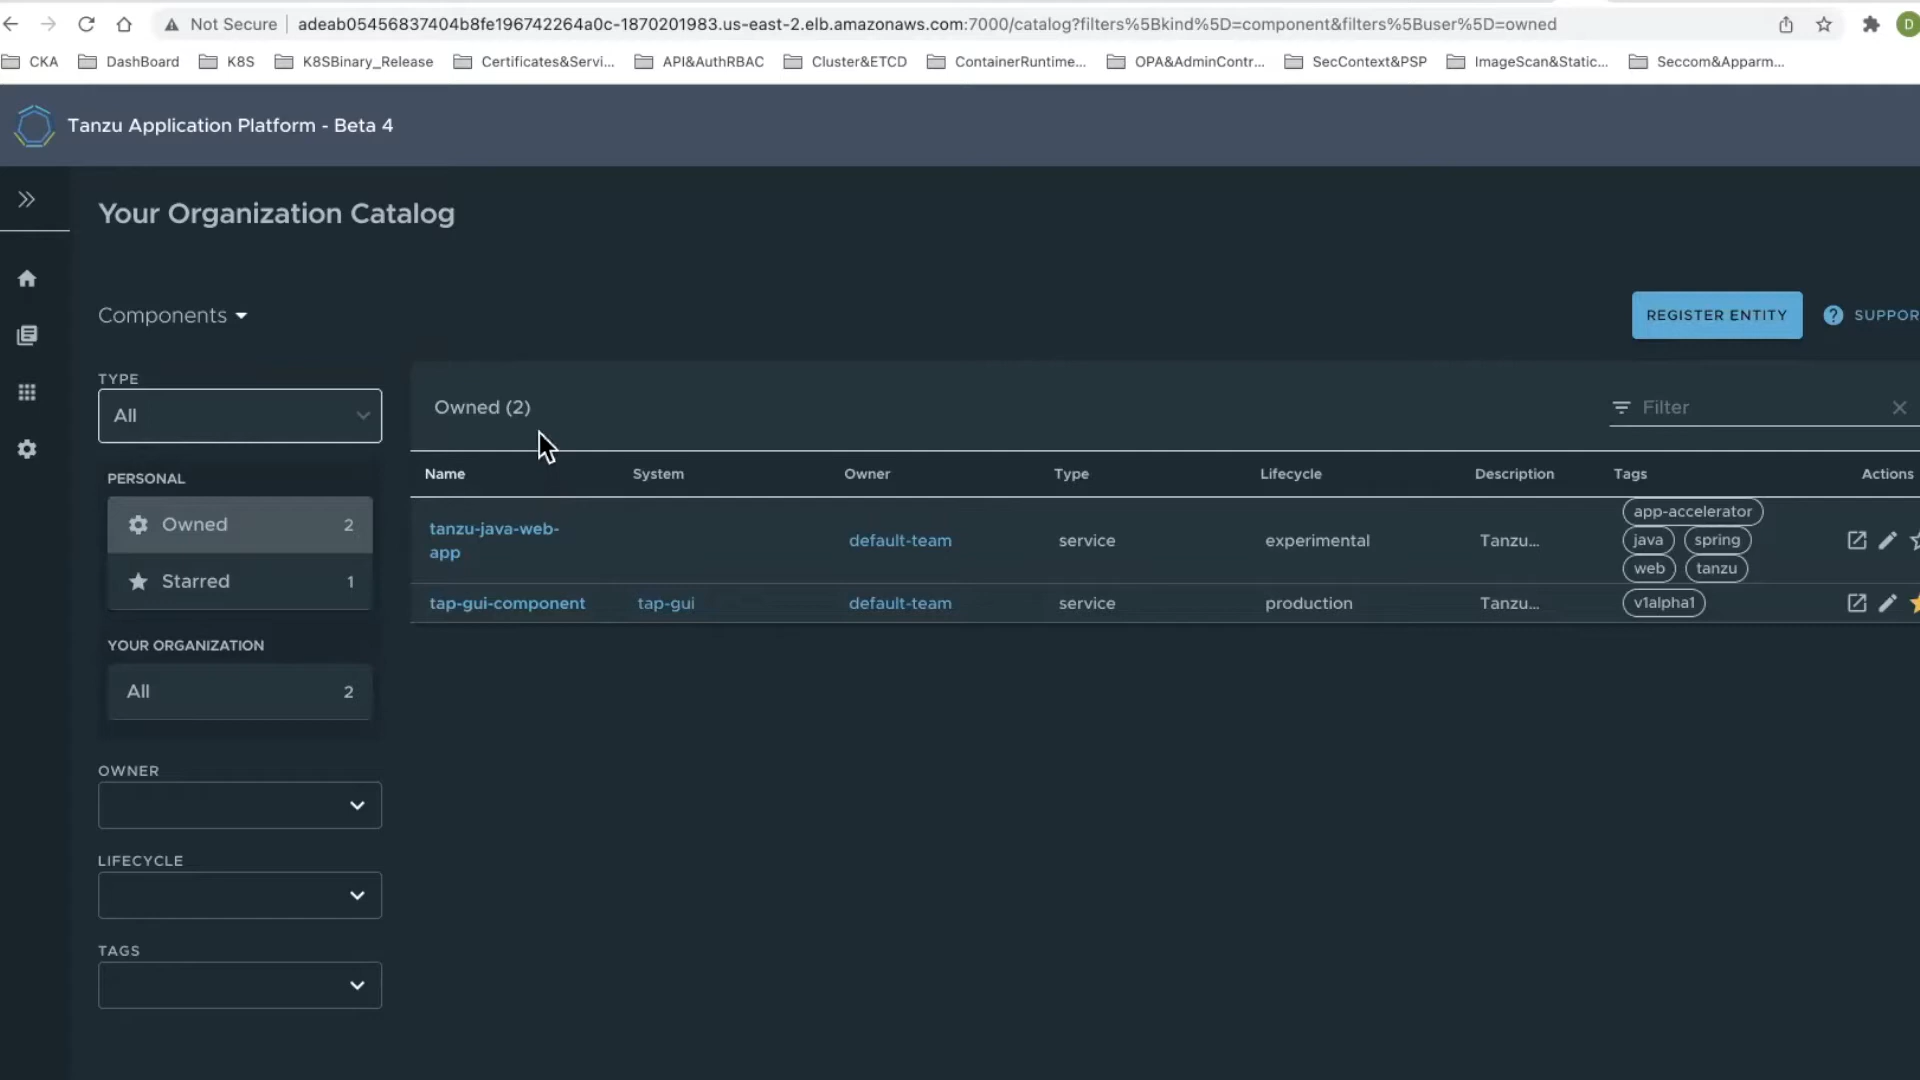 Not Secure adeab05456837404b8fe196742264a0c-1870201983.us-east-2.elb.amazonaws.com:7000/catalog?filters%5Bkind%5D=component&filters%5Buser%5D=owned
D
CKA DashBoard K8S K8SBinary_Release Certificates&Servi... API&AuthRBAC Cluster&ETCD ContainerRuntime... OPA&AdminContr... SecContext&PSP ImageScan&Static... Seccom&Apparm...
Tanzu Application Platform - Beta 4
Your Organization Catalog
Components
REGISTER ENTITY
? SUPPOR
TYPE
All
PERSONAL
Owned 2
Starred 1
YOUR ORGANIZATION
All 2
OWNER
LIFECYCLE
TAGS
Owned (2)
Filter
Name System Owner Type Lifecycle Description Tags Actions
tanzu-java-web-
app
default-team service experimental Tanzu...
app-accelerator
java spring
web tanzu
tap-gui-component tap-gui default-team service production Tanzu... v1alpha1